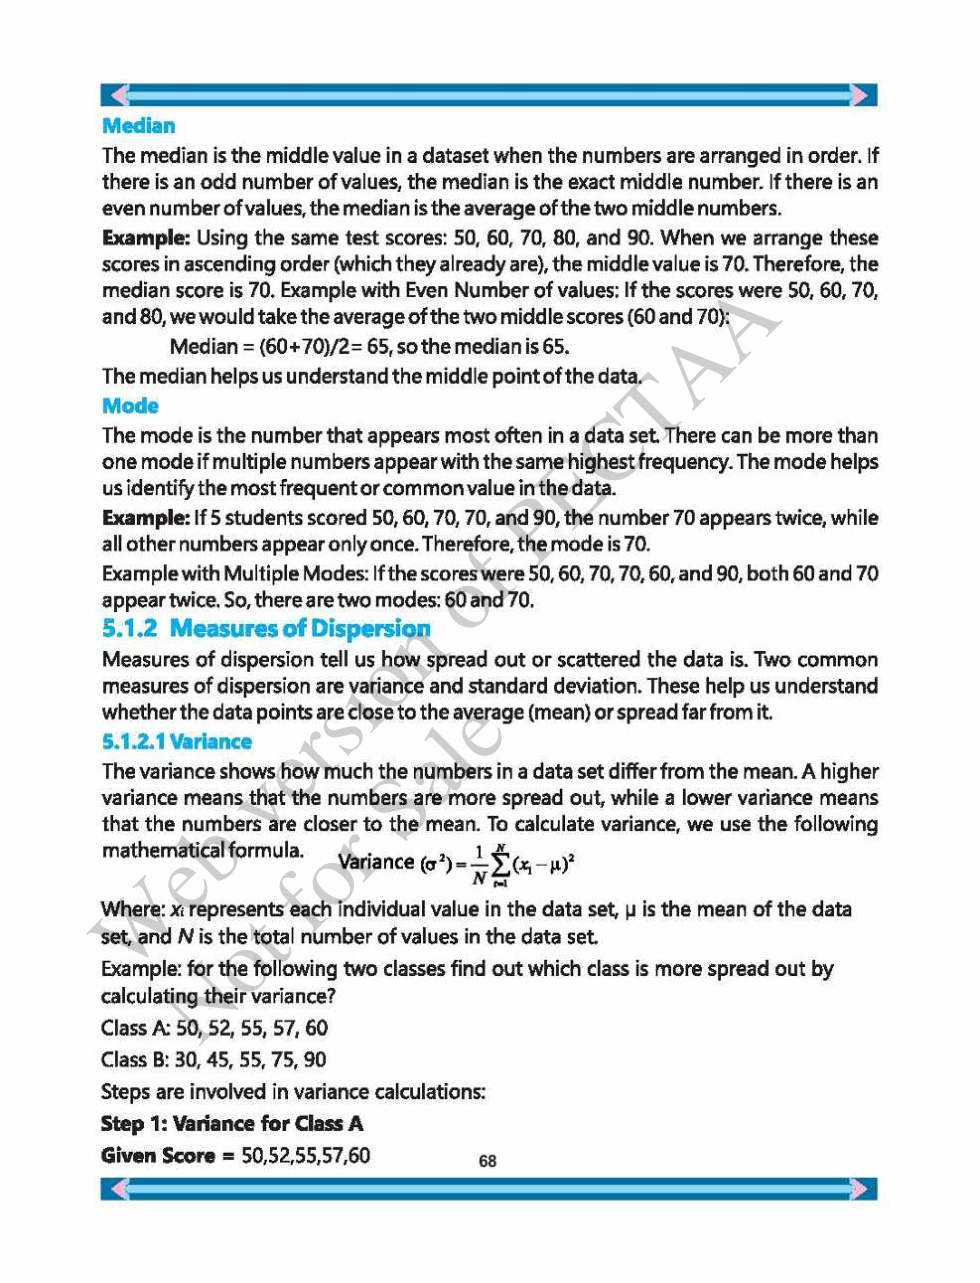 Median
The median is the middle value in a dataset when the numbers are arranged in order. If
there is an odd number of values, the median is the exact middle number. If there is an
even number of values, the median is the average of the two middle numbers.
Example: Using the same test scores: 50, 60, 70, 80, and 90. When we arrange these
scores in ascending order (which they already are), the middle value is 70. Therefore, the
median score is 70. Example with Even Number of values: If the scores were 50, 60, 70,
and 80, we would take the average of the two middle scores (60 and 70):
Median = (60+70)/2= 65, so the median is 65.
The median helps us understand the middle point of the data.
Mode
The mode is the number that appears most often in a data set. There can be more than
one mode if multiple numbers appear with the same highest frequency. The mode helps
us identify the most frequent or common value in the data.
Example: If 5 students scored 50, 60, 70, 70, and 90, the number 70 appears twice, while
all other numbers appear only once. Therefore, the mode is 70.
Example with Multiple Modes: If the scores were 50, 60, 70, 70, 60, and 90, both 60 and 70
appear twice. So, there are two modes: 60 and 70.
5.1.2 Measures of Dispersion
Measures of dispersion tell us how spread out or scattered the data is. Two common
measures of dispersion are variance and standard deviation. These help us understand
whether the data points are close to the average (mean) or spread far from it.
5.1.2.1 Variance
The variance shows how much the numbers in a data set differ from the mean. A higher
variance means that the numbers are more spread out, while a lower variance means
that the numbers are closer to the mean. To calculate variance, we use the following
mathematical formula. Variance (σ²) = 1/N ∑_{i=1}^{N} (xᵢ – μ)²
Where: xᵢ represents each individual value in the data set, μ is the mean of the data
set, and N is the total number of values in the data set.
Example: for the following two classes find out which class is more spread out by
calculating their variance?
Class A: 50, 52, 55, 57, 60
Class B: 30, 45, 55, 75, 90
Steps are involved in variance calculations:
Step 1: Variance for Class A
Given Score = 50,52,55,57,60
68
Web version of PECTAA
Not for Sale